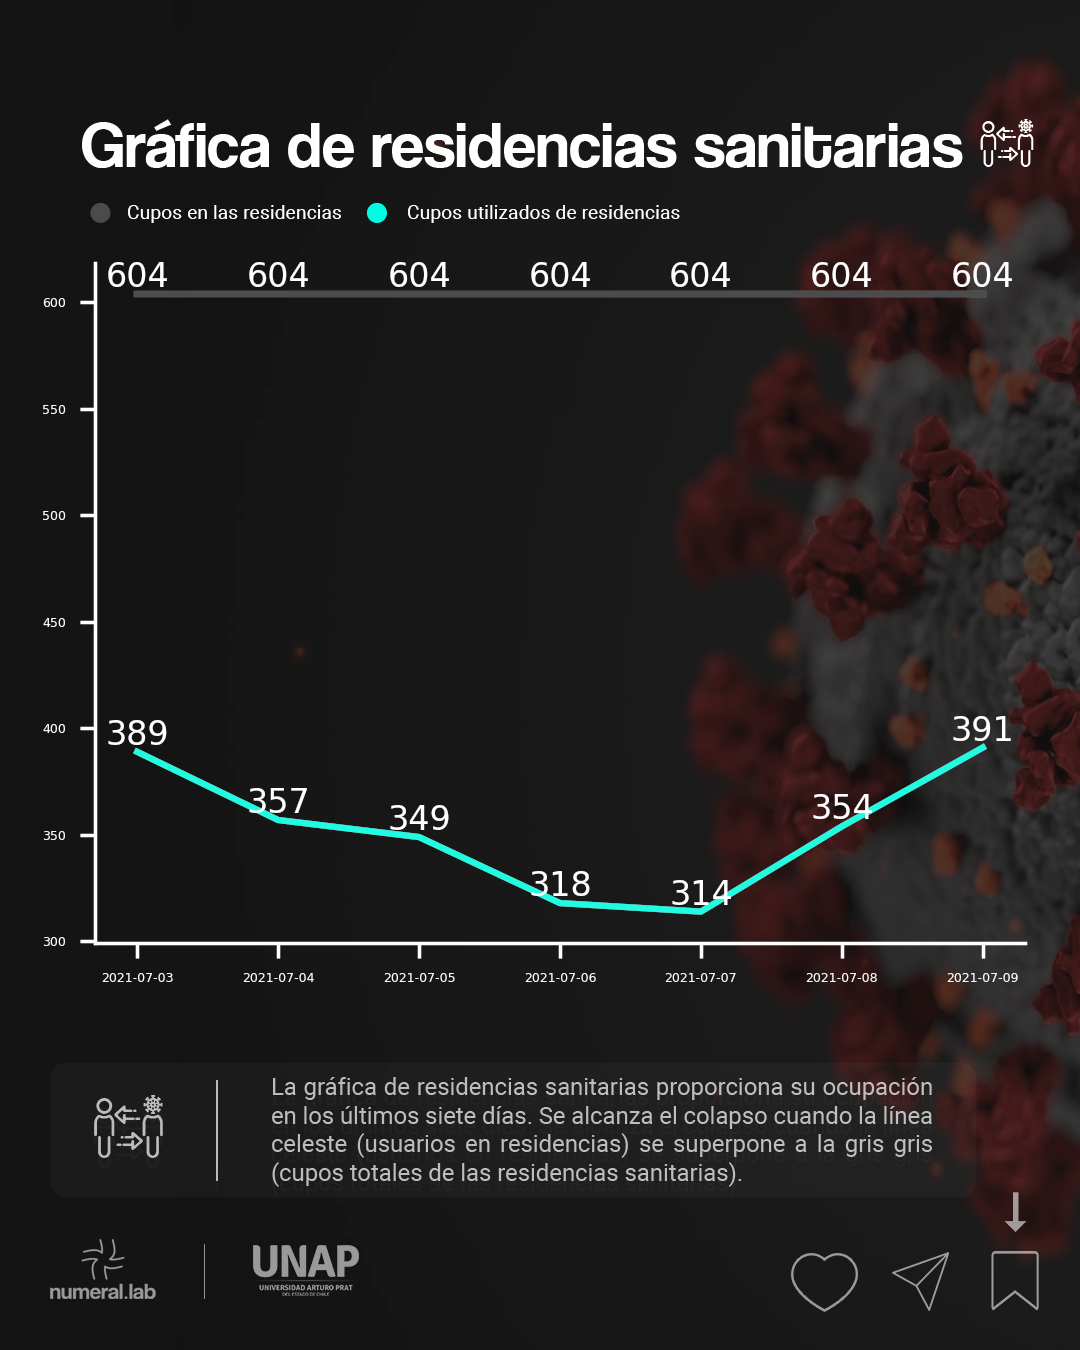 Gráfica de residencias sanitarias
Cupos en las residencias Cupos utilizados de residencias
604 604 604 604 604 604 604
600
550
500
450
400
350
300
389 357 349 318 314 354 391
2021-07-03 2021-07-04 2021-07-05 2021-07-06 2021-07-07 2021-07-08 2021-07-09
La gráfica de residencias sanitarias proporciona su ocupación
en los últimos siete días. Se alcanza el colapso cuando la línea
celeste (usuarios en residencias) se superpone a la gris gris
(cupos totales de las residencias sanitarias).
numeral.lab
UNAP
UNIVERSIDAD ARTURO PRAT
DEL ESTADO DE CHILE